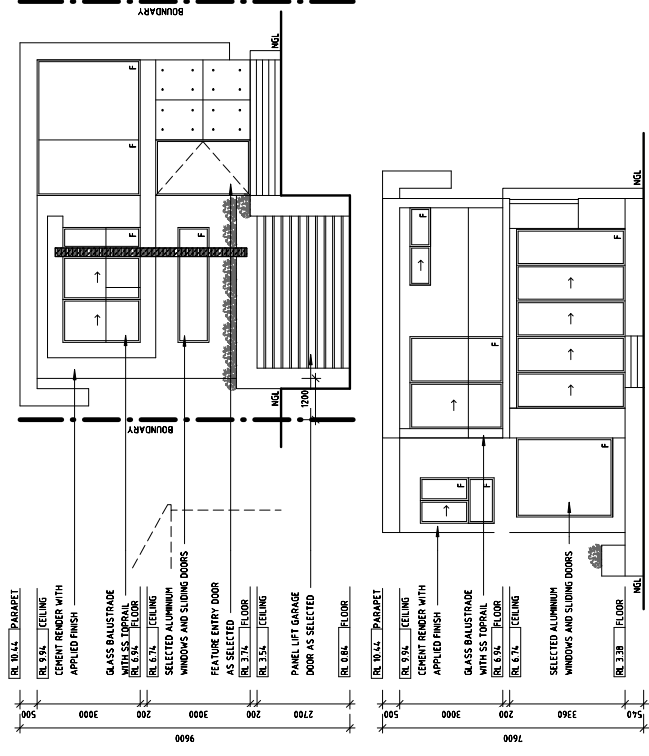 BOUNDARY
NGL
F
F
F
F
F
BOUNDARY
NGL
1200
RL 10.44 PARAPET
RL 9.94 CEILING
CEMENT RENDER WITH
APPLIED FINISH
GLASS BALUSTRADE
WITH SS TOPRAIL
RL 6.94 FLOOR
RL 6.74 CEILING
SELECTED ALUMINIUM
WINDOWS AND SLIDING DOORS
FEATURE ENTRY DOOR
AS SELECTED
RL 3.74 FLOOR
RL 3.54 CEILING
PANEL LIFT GARAGE
DOOR AS SELECTED
RL 0.84 FLOOR
500
3000
200
3000
200
2700
9600
F
F
F
F
F
F
NGL
RL 10.44 PARAPET
RL 9.94 CEILING
CEMENT RENDER WITH
APPLIED FINISH
GLASS BALUSTRADE
WITH SS TOPRAIL
RL 6.94 FLOOR
RL 6.74 CEILING
SELECTED ALUMINIUM
WINDOWS AND SLIDING DOORS
RL 3.38 FLOOR
500
3000
200
3360
540
7600